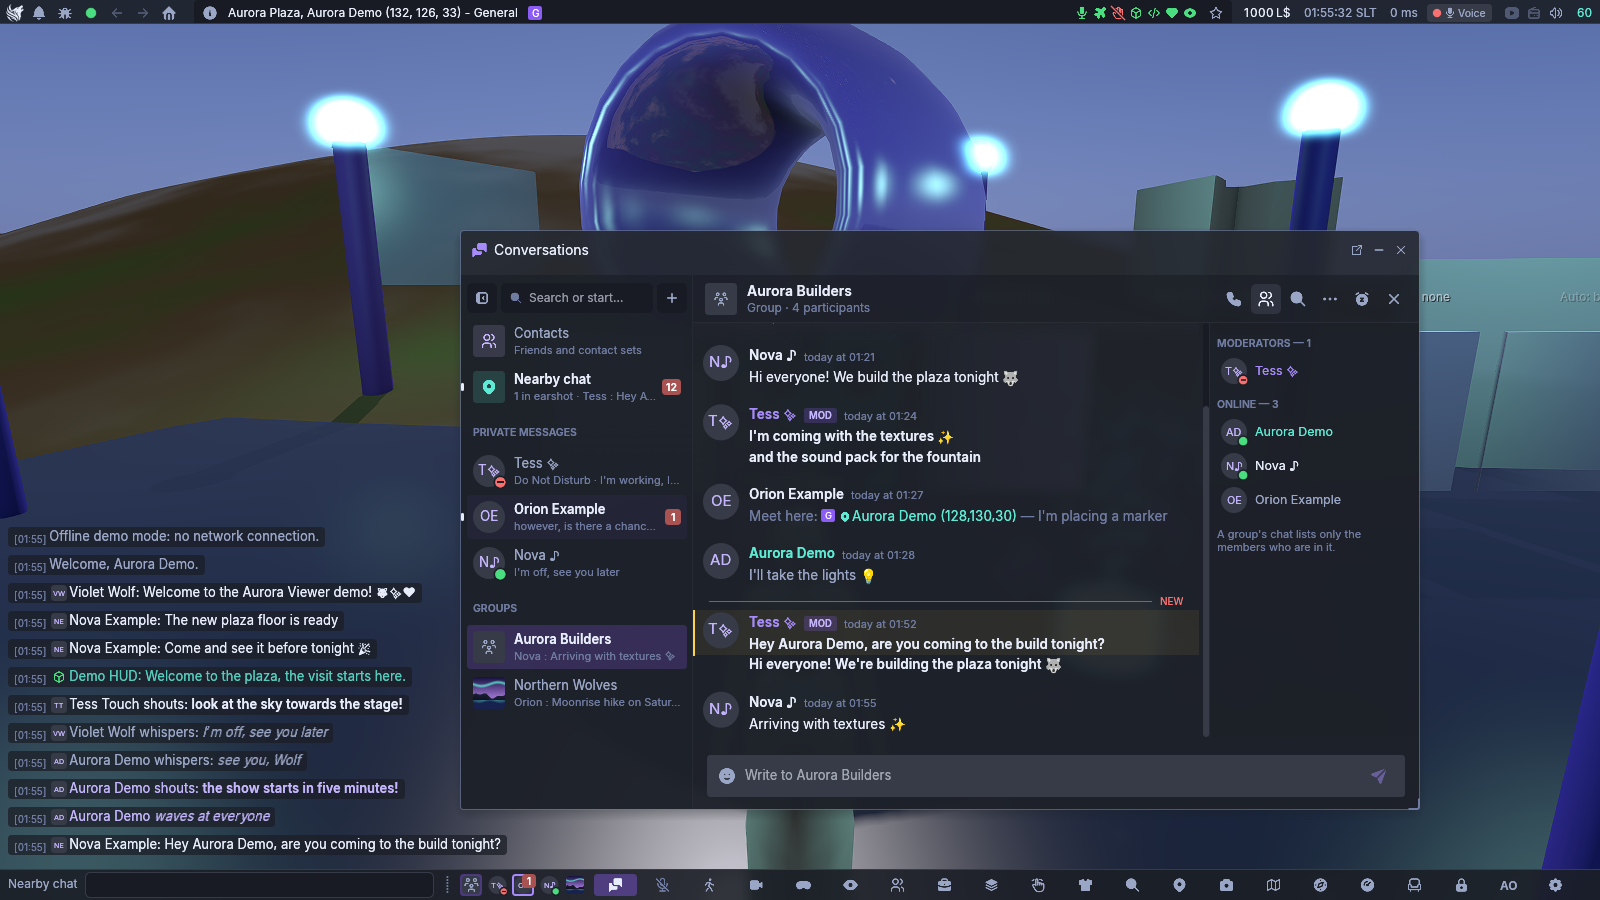 Aurora Plaza, Aurora Demo (132, 126, 33) - General G
1000 L$ 01:55:32 SLT 0 ms Voice 60
Conversations
Search or start...
Contacts
Friends and contact sets
Nearby chat
1 in earshot · Tess : Hey A... 12
PRIVATE MESSAGES
Tess
Do Not Disturb · I'm working, I...
OE Orion Example
however, is there a chanc... 1
Nova ♪
I'm off, see you later
GROUPS
Aurora Builders
Nova : Arriving with textures
Northern Wolves
Orion : Moonrise hike on Satur...
Aurora Builders
Group · 4 participants
Nova ♪ today at 01:21
Hi everyone! We build the plaza tonight 🐺
Tess MOD today at 01:24
I'm coming with the textures ✨
and the sound pack for the fountain
OE Orion Example today at 01:27
Meet here: G Aurora Demo (128,130,30) — I'm placing a marker
AD Aurora Demo today at 01:28
I'll take the lights 💡
NEW
Tess MOD today at 01:52
Hey Aurora Demo, are you coming to the build tonight?
Hi everyone! We're building the plaza tonight 🐺
Nova ♪ today at 01:55
Arriving with textures ✨
Write to Aurora Builders
MODERATORS — 1
Tess
ONLINE — 3
AD Aurora Demo
Nova ♪
OE Orion Example
A group's chat lists only the
members who are in it.
none Auto: b
[01:55] Offline demo mode: no network connection.
[01:55] Welcome, Aurora Demo.
[01:55] VW Violet Wolf: Welcome to the Aurora Viewer demo!
[01:55] NE Nova Example: The new plaza floor is ready
[01:55] NE Nova Example: Come and see it before tonight
[01:55] Demo HUD: Welcome to the plaza, the visit starts here.
[01:55] TT Tess Touch shouts: look at the sky towards the stage!
[01:55] VW Violet Wolf whispers: I'm off, see you later
[01:55] AD Aurora Demo whispers: see you, Wolf
[01:55] AD Aurora Demo shouts: the show starts in five minutes!
[01:55] AD Aurora Demo waves at everyone
[01:55] NE Nova Example: Hey Aurora Demo, are you coming to the build tonight?
Nearby chat
1
AO